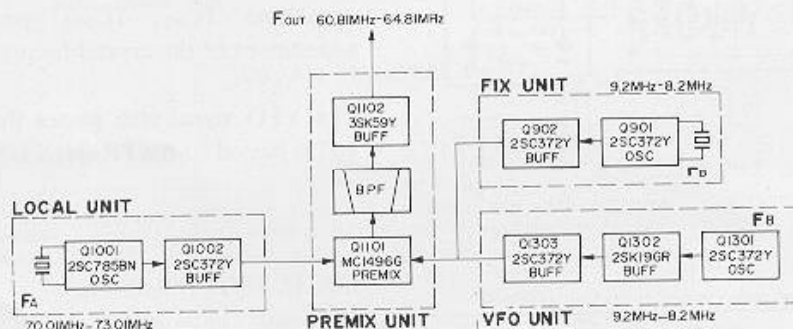 FOUT 60.81MHz-64.81MHz
FIX UNIT 9.2MHz-8.2MHz
Q1102
3SK59Y
BUFF
Q902
2SC372Y
BUFF
Q901
2SC372Y
OSC
BPF
LOCAL UNIT
FA
Q1001
2SC785BN
OSC
Q1002
2SC372Y
BUFF
Q1101
MC1496G
PREMIX
FB
Q1303
2SC372Y
BUFF
Q1302
2SK19GR
BUFF
Q1301
2SC372Y
OSC
70.01MHz-73.01MHz
PREMIX UNIT
VFO UNIT 9.2MHz-8.2MHz